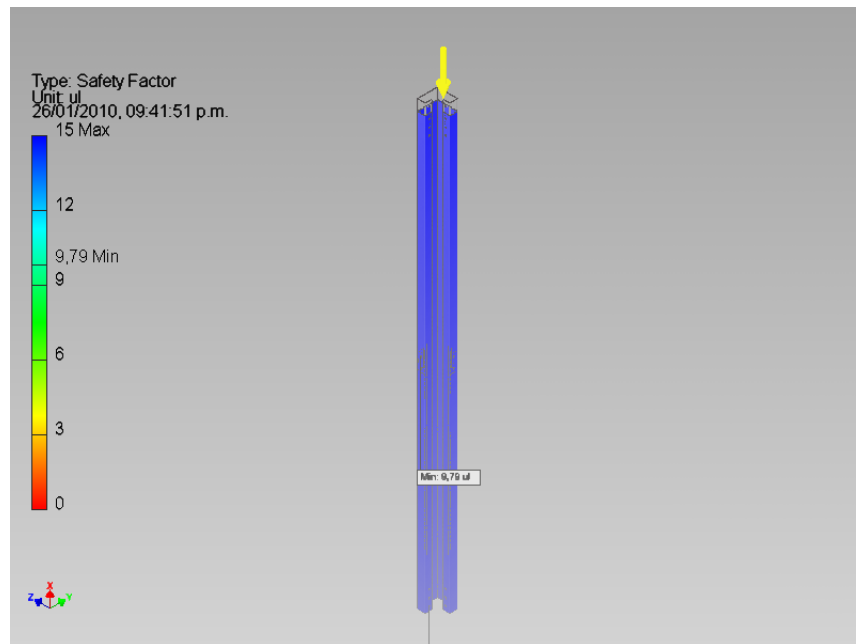 Type: Safety Factor
Unit: ul
26/01/2010, 09:41:51 p.m.
15 Max
12
9,79 Min
9
6
3
0
Min: 9,79 ul
X
Z
Y